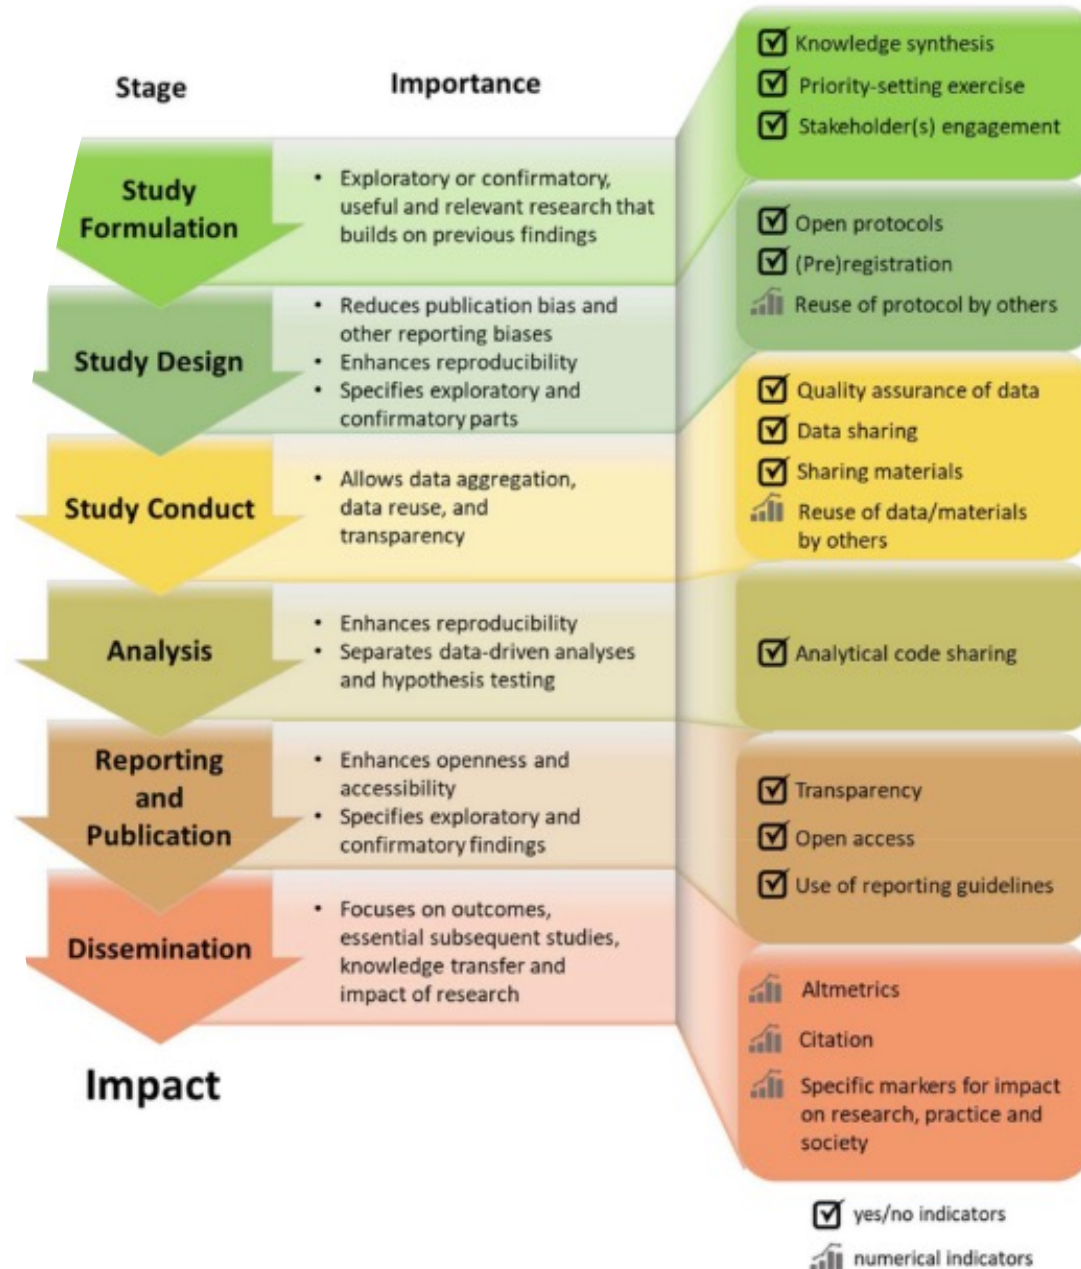 Stage
Importance
Study
Formulation
• Exploratory or confirmatory,
useful and relevant research that
builds on previous findings
Knowledge synthesis
Priority-setting exercise
Stakeholder(s) engagement
Study Design
• Reduces publication bias and
other reporting biases
• Enhances reproducibility
• Specifies exploratory and
confirmatory parts
Open protocols
(Pre)registration
Reuse of protocol by others
Study Conduct
• Allows data aggregation,
data reuse, and
transparency
Quality assurance of data
Data sharing
Sharing materials
Reuse of data/materials
by others
Analysis
• Enhances reproducibility
• Separates data-driven analyses
and hypothesis testing
Analytical code sharing
Reporting
and
Publication
• Enhances openness and
accessibility
• Specifies exploratory and
confirmatory findings
Transparency
Open access
Use of reporting guidelines
Dissemination
• Focuses on outcomes,
essential subsequent studies,
knowledge transfer and
impact of research
Altmetrics
Citation
Specific markers for impact
on research, practice and
society
Impact
yes/no indicators
numerical indicators